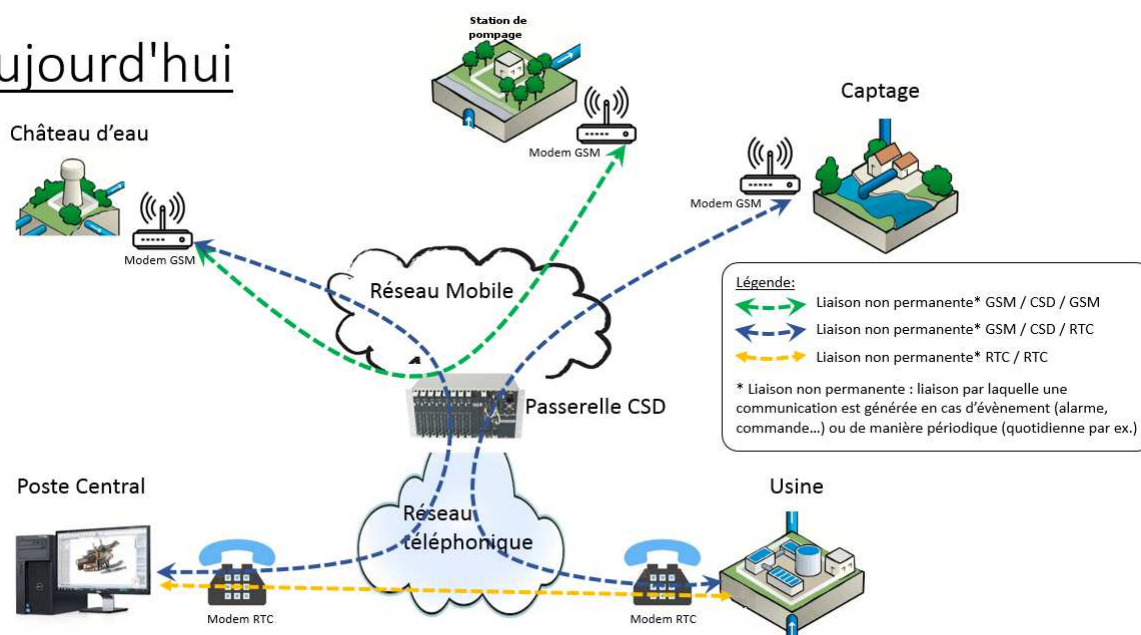 ujourd'hui
Station de
pompage
Modem GSM
Captage
Modem GSM
Château d’eau
Modem GSM
Réseau Mobile
Légende:
Liaison non permanente* GSM / CSD / GSM
Liaison non permanente* GSM / CSD / RTC
Liaison non permanente* RTC / RTC
* Liaison non permanente : liaison par laquelle une
communication est générée en cas d’évènement (alarme,
commande…) ou de manière périodique (quotidienne par ex.)
Passerelle CSD
Poste Central
Réseau
téléphonique
Usine
Modem RTC
Modem RTC